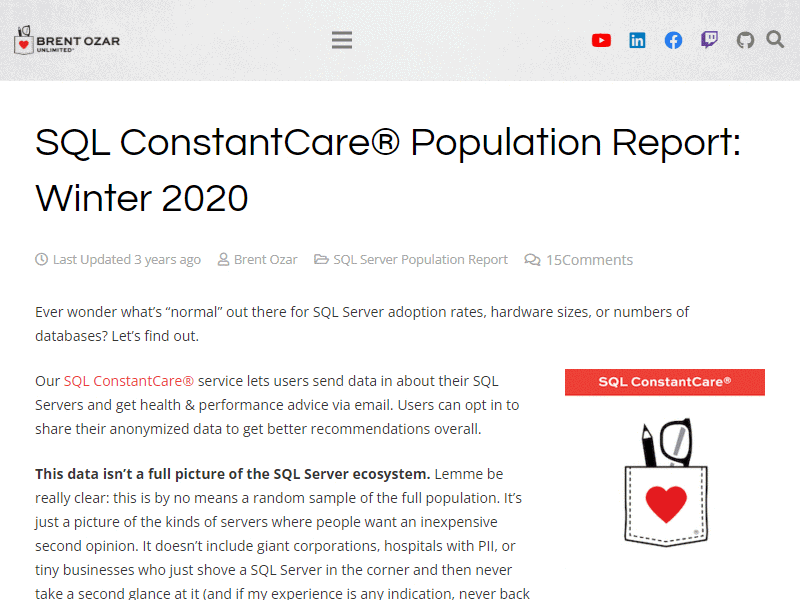 BRENT OZAR
UNLIMITED®
SQL ConstantCare® Population Report:
Winter 2020
Last Updated 3 years ago Brent Ozar SQL Server Population Report 15Comments
Ever wonder what’s “normal” out there for SQL Server adoption rates, hardware sizes, or numbers of
databases? Let’s find out.
Our SQL ConstantCare® service lets users send data in about their SQL
Servers and get health & performance advice via email. Users can opt in to
share their anonymized data to get better recommendations overall.
SQL ConstantCare®
This data isn’t a full picture of the SQL Server ecosystem. Lemme be
really clear: this is by no means a random sample of the full population. It’s
just a picture of the kinds of servers where people want an inexpensive
second opinion. It doesn’t include giant corporations, hospitals with PII, or
tiny businesses who just shove a SQL Server in the corner and then never
take a second glance at it (and if my experience is any indication, never back